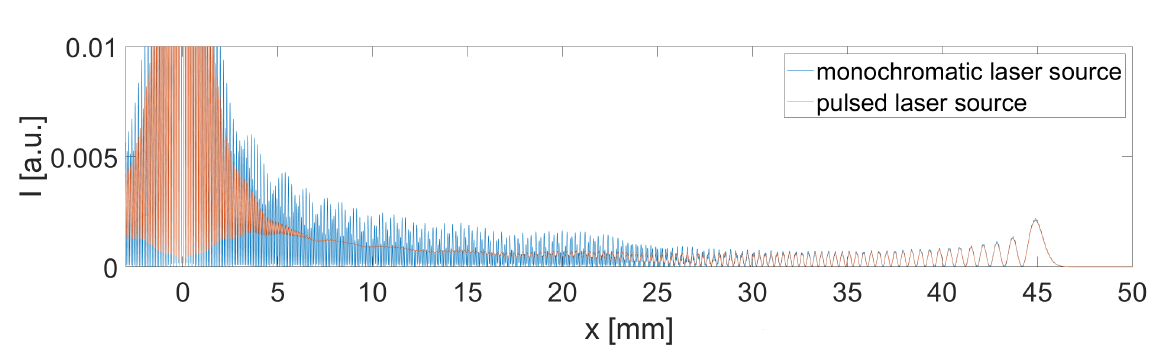 0.01
monochromatic laser source
pulsed laser source
I [a.u.]
0.005
0
0 5 10 15 20 25 30 35 40 45 50
x [mm]